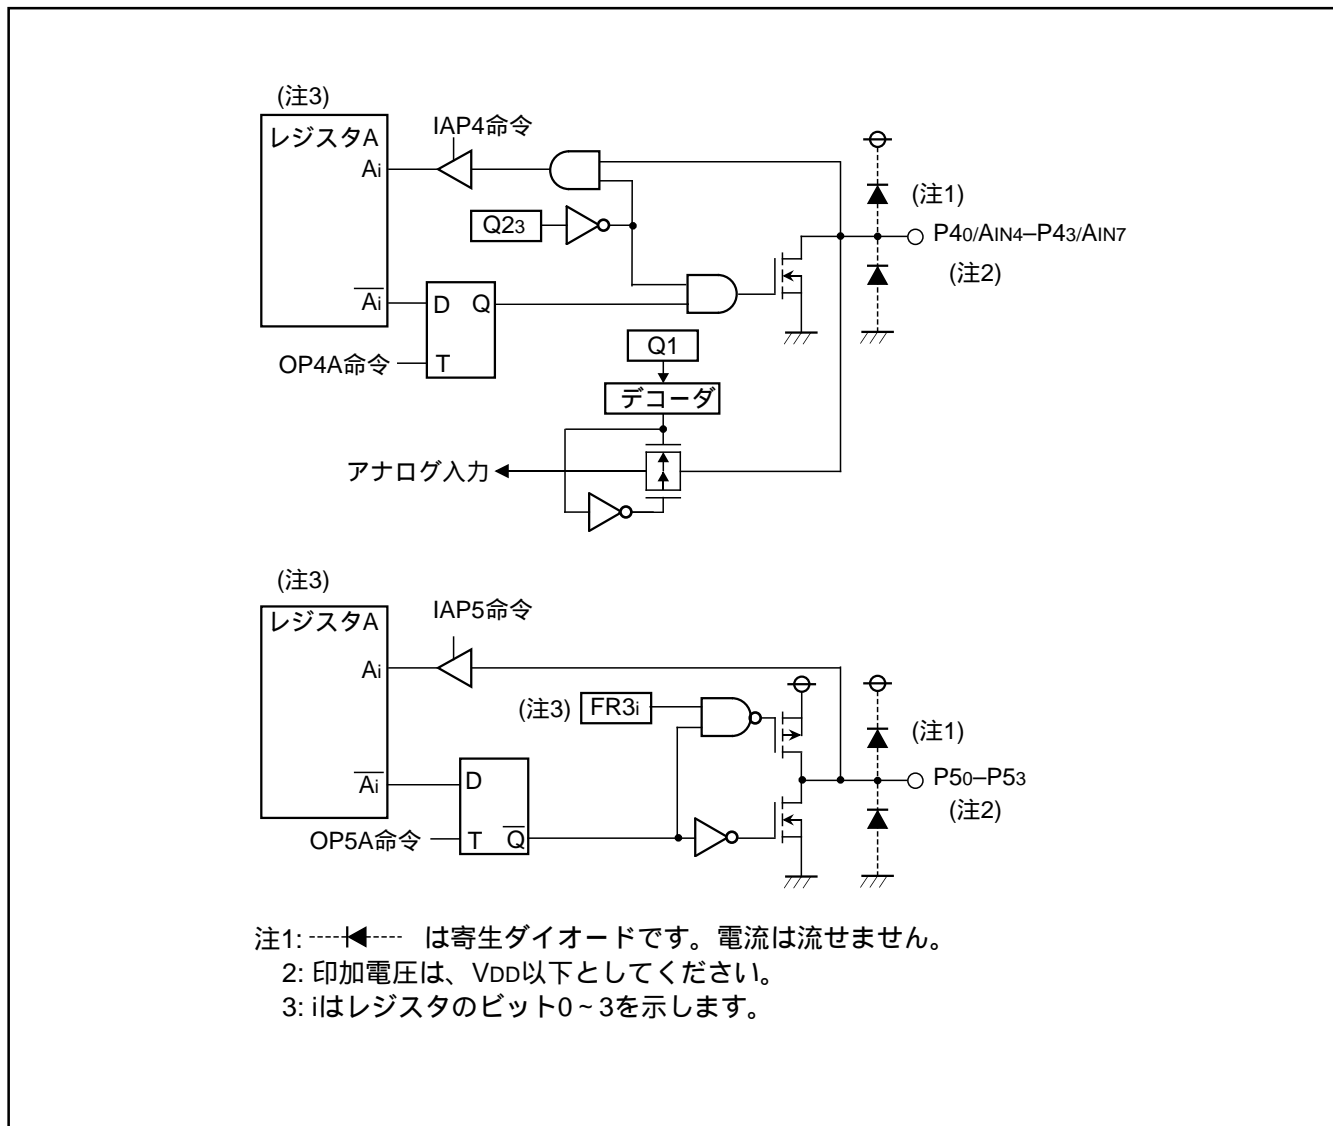 (注3)
レジスタA
IAP4命令
Ai
(注1)
Q23
P40/AIN4–P43/AIN7
(注2)
Ai
D Q
Q1
OP4A命令
T
デコーダ
アナログ入力
(注3)
レジスタA
IAP5命令
Ai
(注3) FR3i
(注1)
Ai
D
P50–P53
(注2)
OP5A命令
T Q
注1: は寄生ダイオードです。電流は流せません。
2: 印加電圧は、VDD以下としてください。
3: iはレジスタのビット0~3を示します。